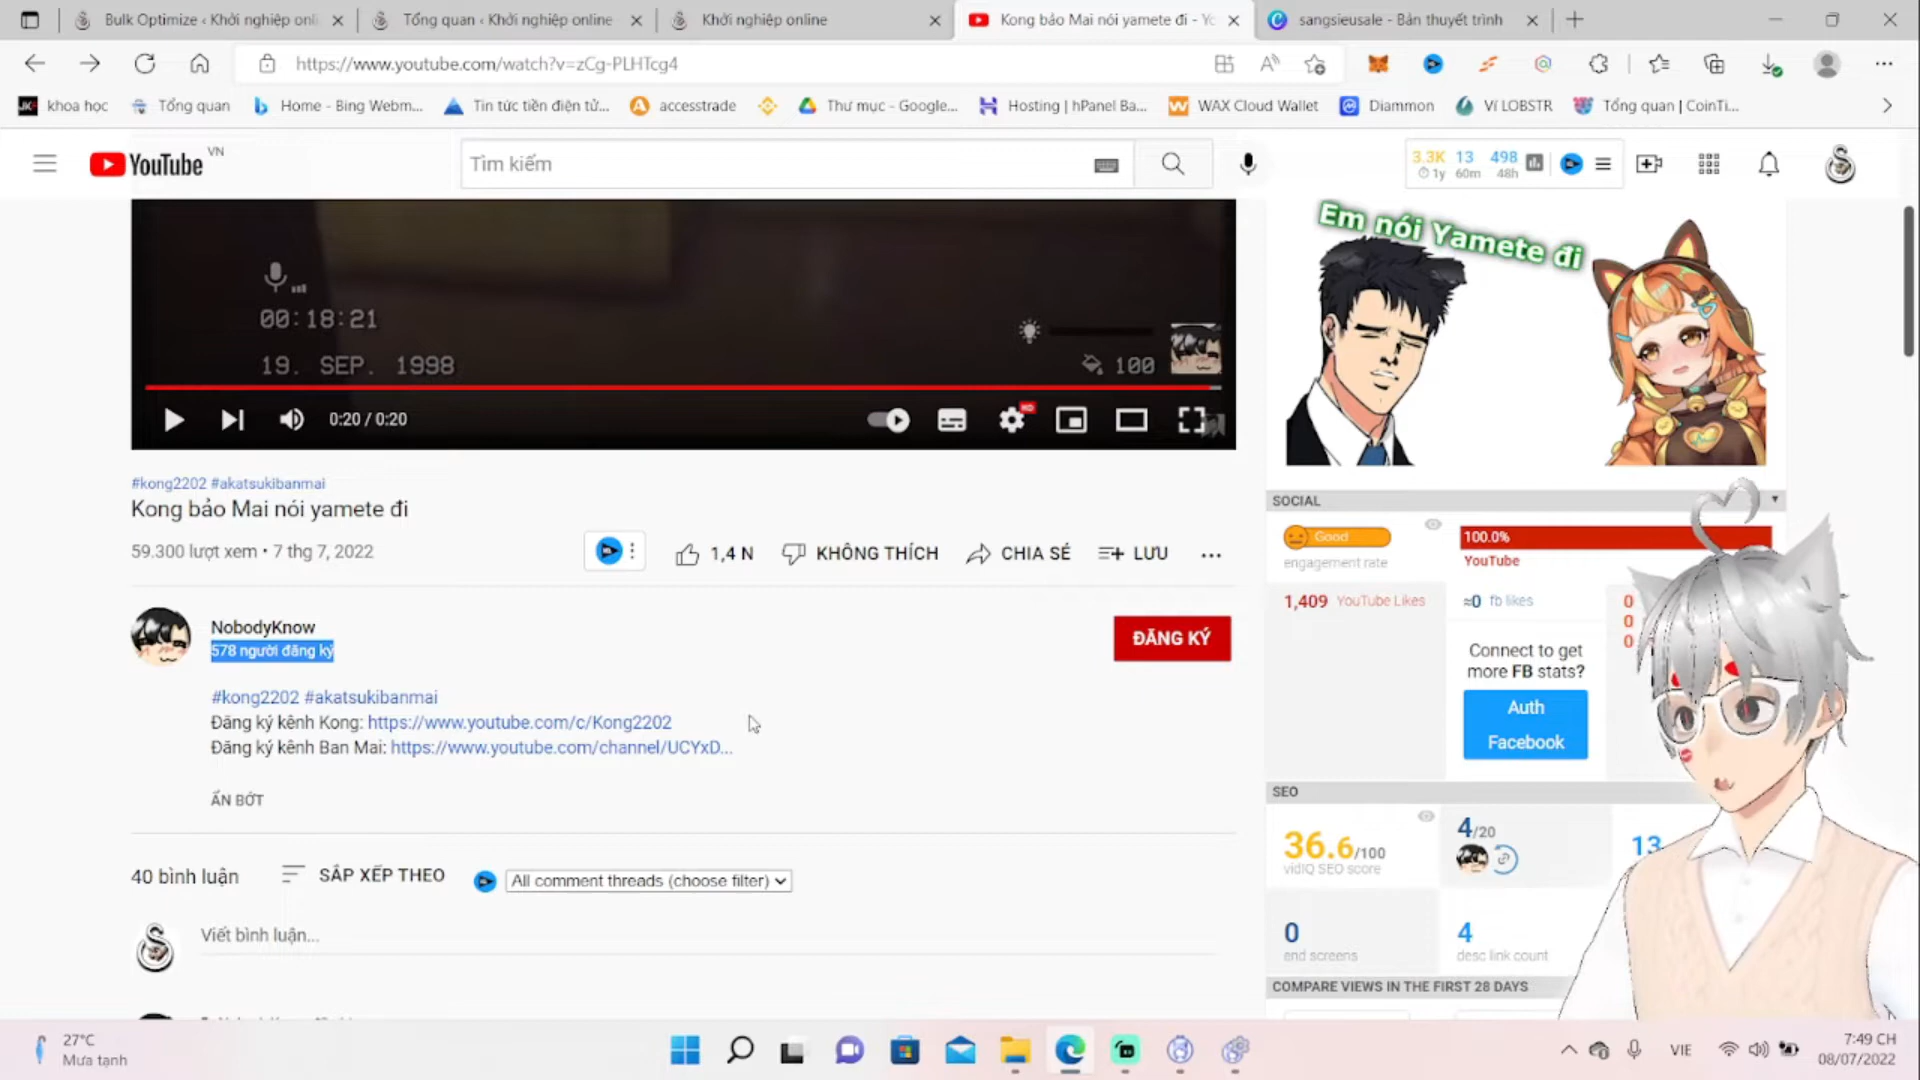 Bulk Optimize ‹ Khởi nghiệp onli
Tổng quan ‹ Khởi nghiệp online
Khởi nghiệp online
Kong bảo Mai nói yamete đi - Yo
sangsieusale - Bản thuyết trình
https://www.youtube.com/watch?v=zCg-PLHTcg4
khoa học
Tổng quan
Home - Bing Webm...
Tin tức tiền điện tử...
accesstrade
Thư mục - Google...
Hosting | hPanel Ba...
WAX Cloud Wallet
Diammon
Ví LOBSTR
Tổng quan | CoinTi...
YouTube VN
Tìm kiếm
3.3K 13 498
1y 60m 48h
Em nói Yamete đi
00:18:21
19. SEP. 1998
100
0:20 / 0:20
HD
#kong2202 #akatsukibanmai
Kong bảo Mai nói yamete đi
59.300 lượt xem • 7 thg 7, 2022
1,4 N
KHÔNG THÍCH
CHIA SẺ
LƯU
NobodyKnow
578 người đăng ký
ĐĂNG KÝ
#kong2202 #akatsukibanmai
Đăng ký kênh Kong: https://www.youtube.com/c/Kong2202
Đăng ký kênh Ban Mai: https://www.youtube.com/channel/UCYxD...
ẨN BỚT
40 bình luận
SẮP XẾP THEO
All comment threads (choose filter)
Viết bình luận...
SOCIAL
Good
engagement rate
100.0%
YouTube
1,409 YouTube Likes
≈0 fb likes
0
0
0
Connect to get
more FB stats?
Auth
Facebook
SEO
36.6/100
vidIQ SEO score
4/20
13
0
end screens
4
desc link count
COMPARE VIEWS IN THE FIRST 28 DAYS
27°C
Mưa tạnh
VIE
7:49 CH
08/07/2022